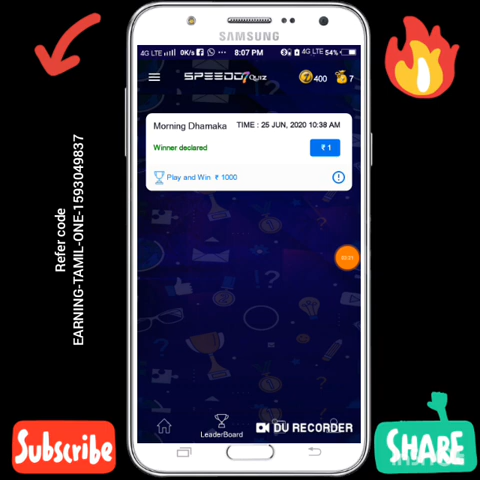 SAMSUNG
4G LTE 0K/s 8:07 PM 4G LTE 54%
SPEEDD7 QUIZ
400
7
Morning Dhamaka
TIME : 25 JUN, 2020 10:38 AM
Winner declared
₹ 1
Play and Win ₹ 1000
Refer code
EARNING-TAMIL-ONE-1593049837
LeaderBoard
DU RECORDER
Subscribe
SHARE